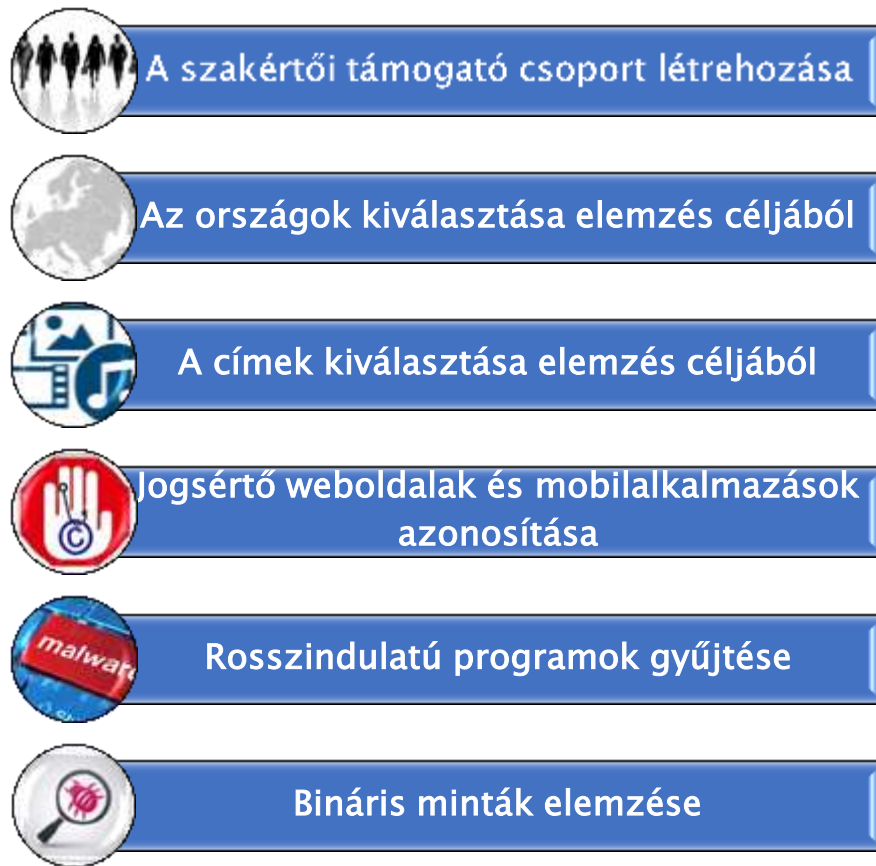 A szakértői támogató csoport létrehozása
Az országok kiválasztása elemzés céljából
A címek kiválasztása elemzés céljából
Jogsértő weboldalak és mobilalkalmazások
azonosítása
©
malware
Rosszindulatú programok gyűjtése
Bináris minták elemzése